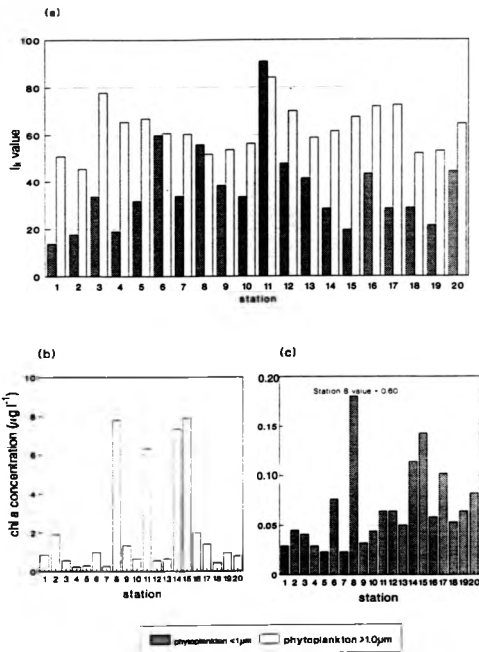 (a)
100
80
60
40
20
0
I_k value
1 2 3 4 5 6 7 8 9 10 11 12 13 14 15 16 17 18 19 20
station
(b)
10
8
6
4
2
0
chl a concentration (µg l⁻¹)
1 2 3 4 5 6 7 8 9 10 11 12 13 14 15 16 17 18 19 20
station
(c)
0.20
0.15
0.10
0.05
0.00
Station 8 value = 0.60
1 2 3 4 5 6 7 8 9 10 11 12 13 14 15 16 17 18 19 20
station
phytoplankton <1µm
phytoplankton >1.0µm